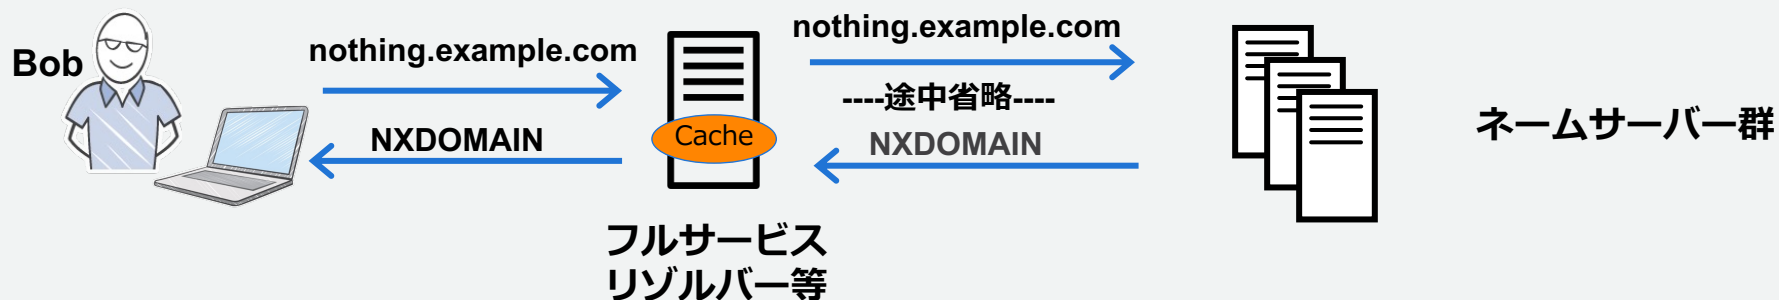 Bob
nothing.example.com
NXDOMAIN
Cache
フルサービス
リゾルバー等
nothing.example.com
----途中省略----
NXDOMAIN
ネームサーバー群